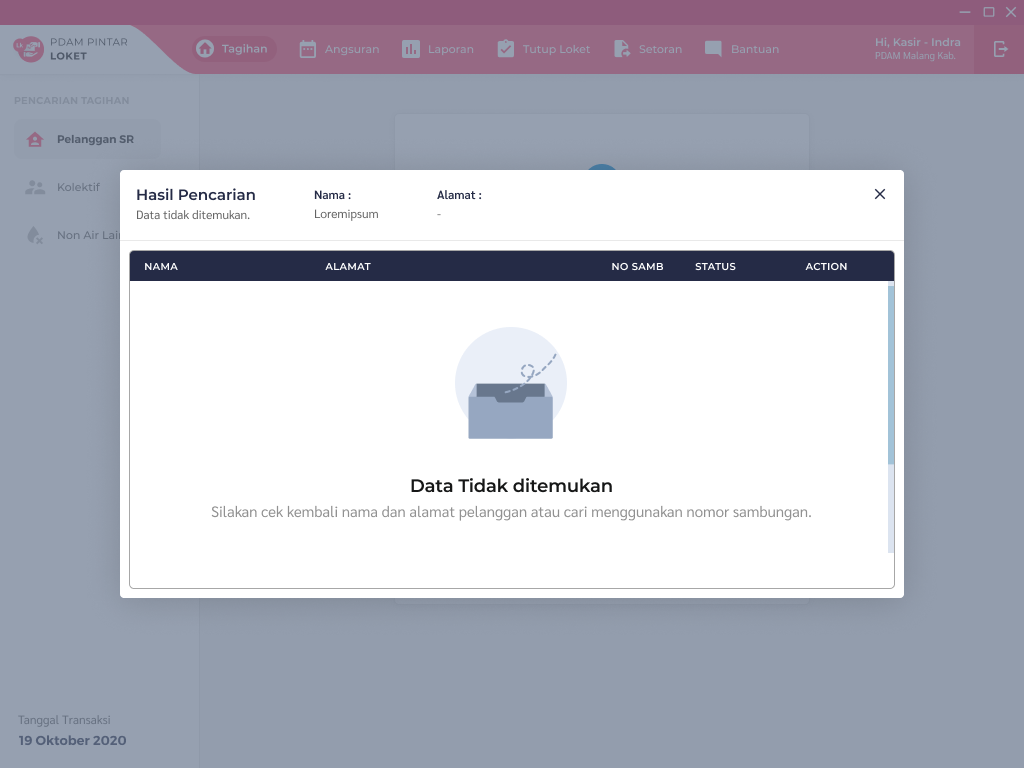 PDAM PINTAR
LOKET
Tagihan
Angsuran
Laporan
Tutup Loket
Setoran
Bantuan
Hi, Kasir - Indra
PDAM Malang Kab.
PENCARIAN TAGIHAN
Pelanggan SR
Kolektif
Non Air Lai
Hasil Pencarian
Data tidak ditemukan.
Nama :
Loremipsum
Alamat :
-
NAMA
ALAMAT
NO SAMB
STATUS
ACTION
Data Tidak ditemukan
Silakan cek kembali nama dan alamat pelanggan atau cari menggunakan nomor sambungan.
Tanggal Transaksi
19 Oktober 2020